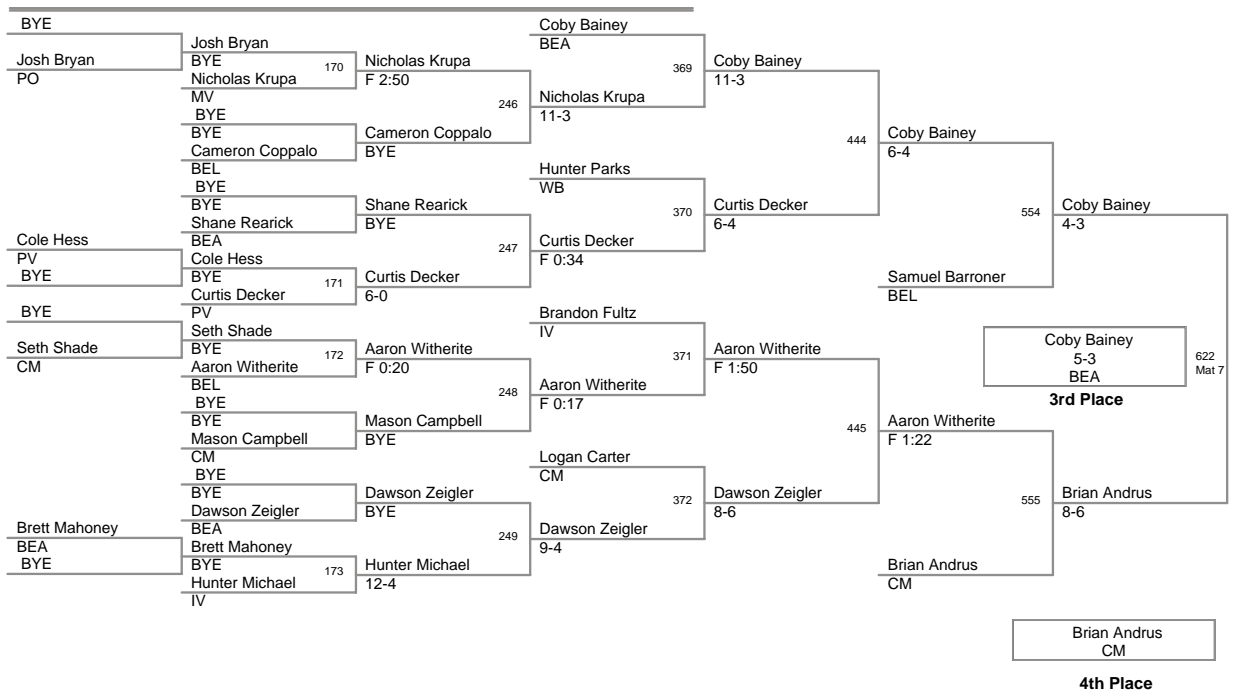 BYE
Josh Bryan
PO
Cole Hess
PV
BYE
BYE
Seth Shade
CM
Brett Mahoney
BEA
BYE
Josh Bryan
BYE
170
Nicholas Krupa
MV
BYE
BYE
Cameron Coppalo
BEL
BYE
BYE
Shane Rearick
BEA
Cole Hess
BYE
171
Curtis Decker
PV
Seth Shade
BYE
172
Aaron Witherite
BEL
BYE
BYE
Mason Campbell
CM
BYE
BYE
Dawson Zeigler
BEA
Brett Mahoney
BYE
173
Hunter Michael
IV
Nicholas Krupa
F 2:50
246
Cameron Coppalo
BYE
Shane Rearick
BYE
247
Curtis Decker
6-0
Aaron Witherite
F 0:20
248
Mason Campbell
BYE
Dawson Zeigler
BYE
249
Hunter Michael
12-4
Coby Bainey
BEA
369
Nicholas Krupa
11-3
Hunter Parks
WB
370
Curtis Decker
F 0:34
Brandon Fultz
IV
371
Aaron Witherite
F 0:17
Logan Carter
CM
372
Dawson Zeigler
9-4
Coby Bainey
11-3
444
Curtis Decker
6-4
Aaron Witherite
F 1:50
445
Dawson Zeigler
8-6
Coby Bainey
6-4
554
Samuel Barroner
BEL
Aaron Witherite
F 1:22
555
Brian Andrus
CM
Coby Bainey
4-3
Brian Andrus
8-6
Coby Bainey
5-3
BEA
622
Mat 7
3rd Place
Brian Andrus
CM
4th Place